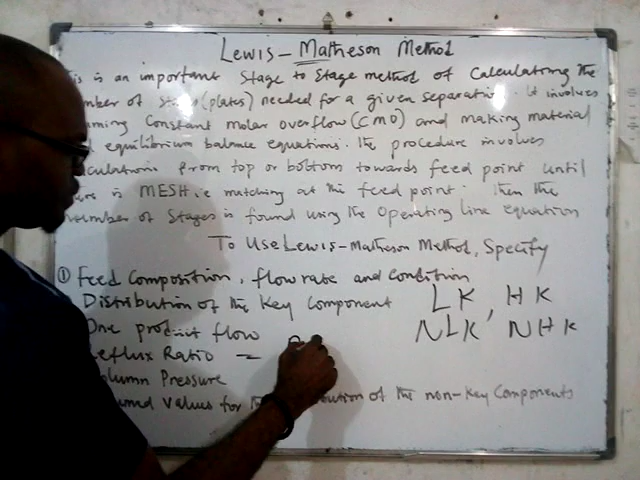 Lewis - Matheson Method
is is an important Stage to Stage method of Calculating the
mber of (plates) needed for a given separation. It involves
ming Constant molar overflow (CMO) and making material
equilibrium balance equations. The procedure involves
culations from top or bottom towards feed point until
is MESH i.e matching at the feed point. Then the
number of Stages is found using the Operating line equation
To Use Lewis-Matheson Method, Specify
① Feed Composition, flow rate and Condition
Distribution of the Key Component LK, HK
One product flow NLK, NHK
Reflux Ratio -
olumn Pressure
umed values for ution of the non-key Components